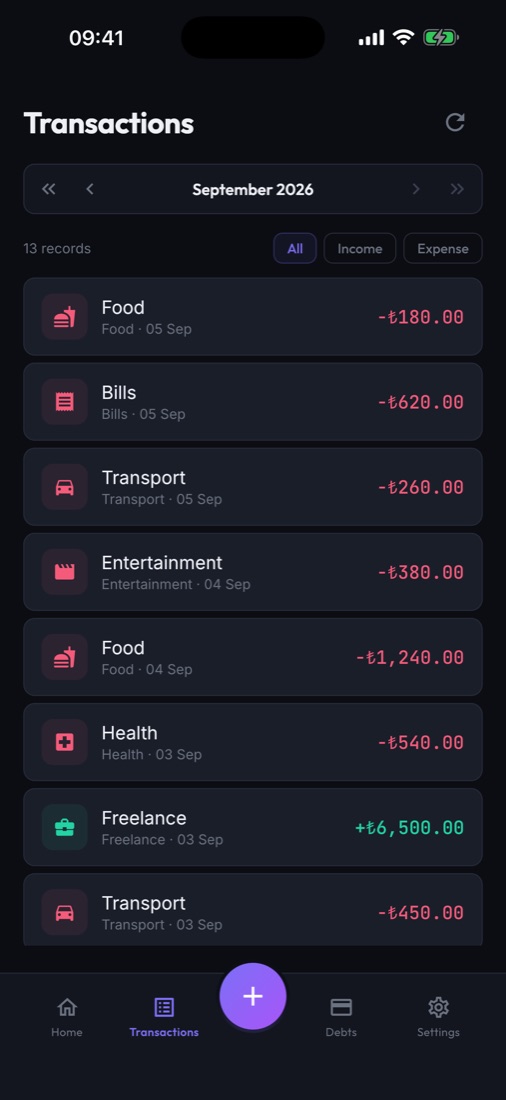 09:41
Transactions
September 2026
13 records
All
Income
Expense
Food
Food · 05 Sep
-₺180.00
Bills
Bills · 05 Sep
-₺620.00
Transport
Transport · 05 Sep
-₺260.00
Entertainment
Entertainment · 04 Sep
-₺380.00
Food
Food · 04 Sep
-₺1,240.00
Health
Health · 03 Sep
-₺540.00
Freelance
Freelance · 03 Sep
+₺6,500.00
Transport
Transport · 03 Sep
-₺450.00
Home
Transactions
Debts
Settings